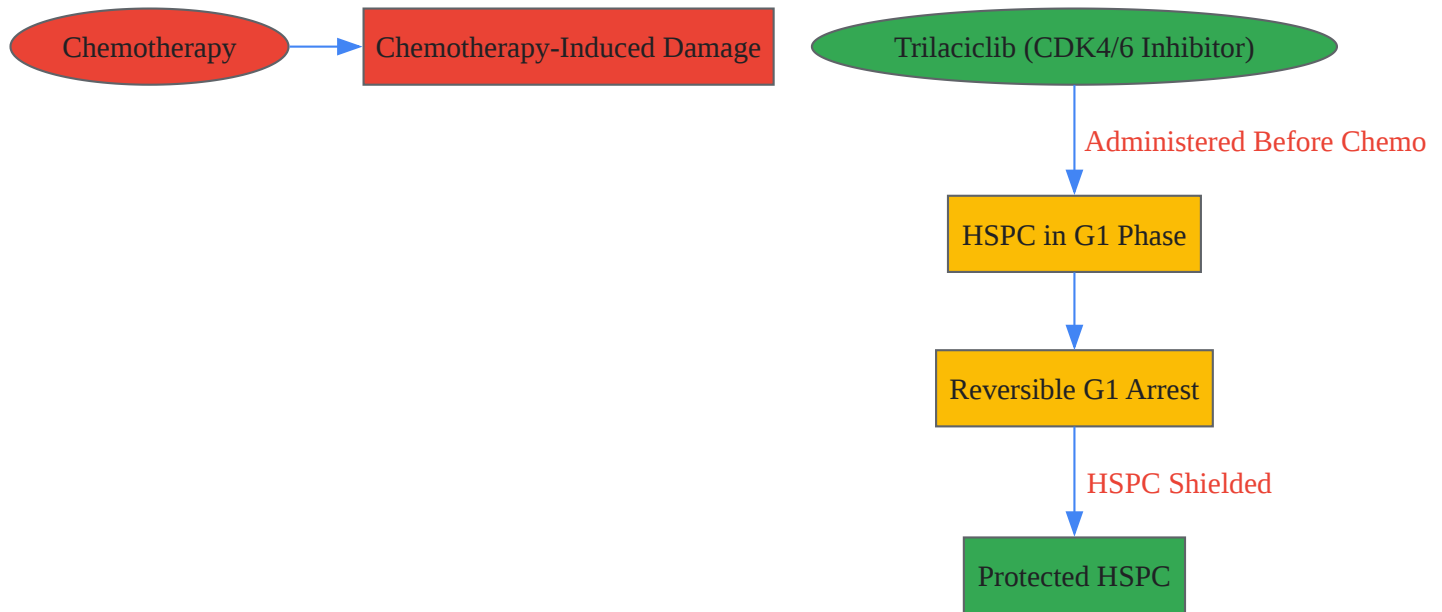 Chemotherapy
Chemotherapy-Induced Damage
Trilaciclib (CDK4/6 Inhibitor)
Administered Before Chemo
HSPC in G1 Phase
Reversible G1 Arrest
HSPC Shielded
Protected HSPC